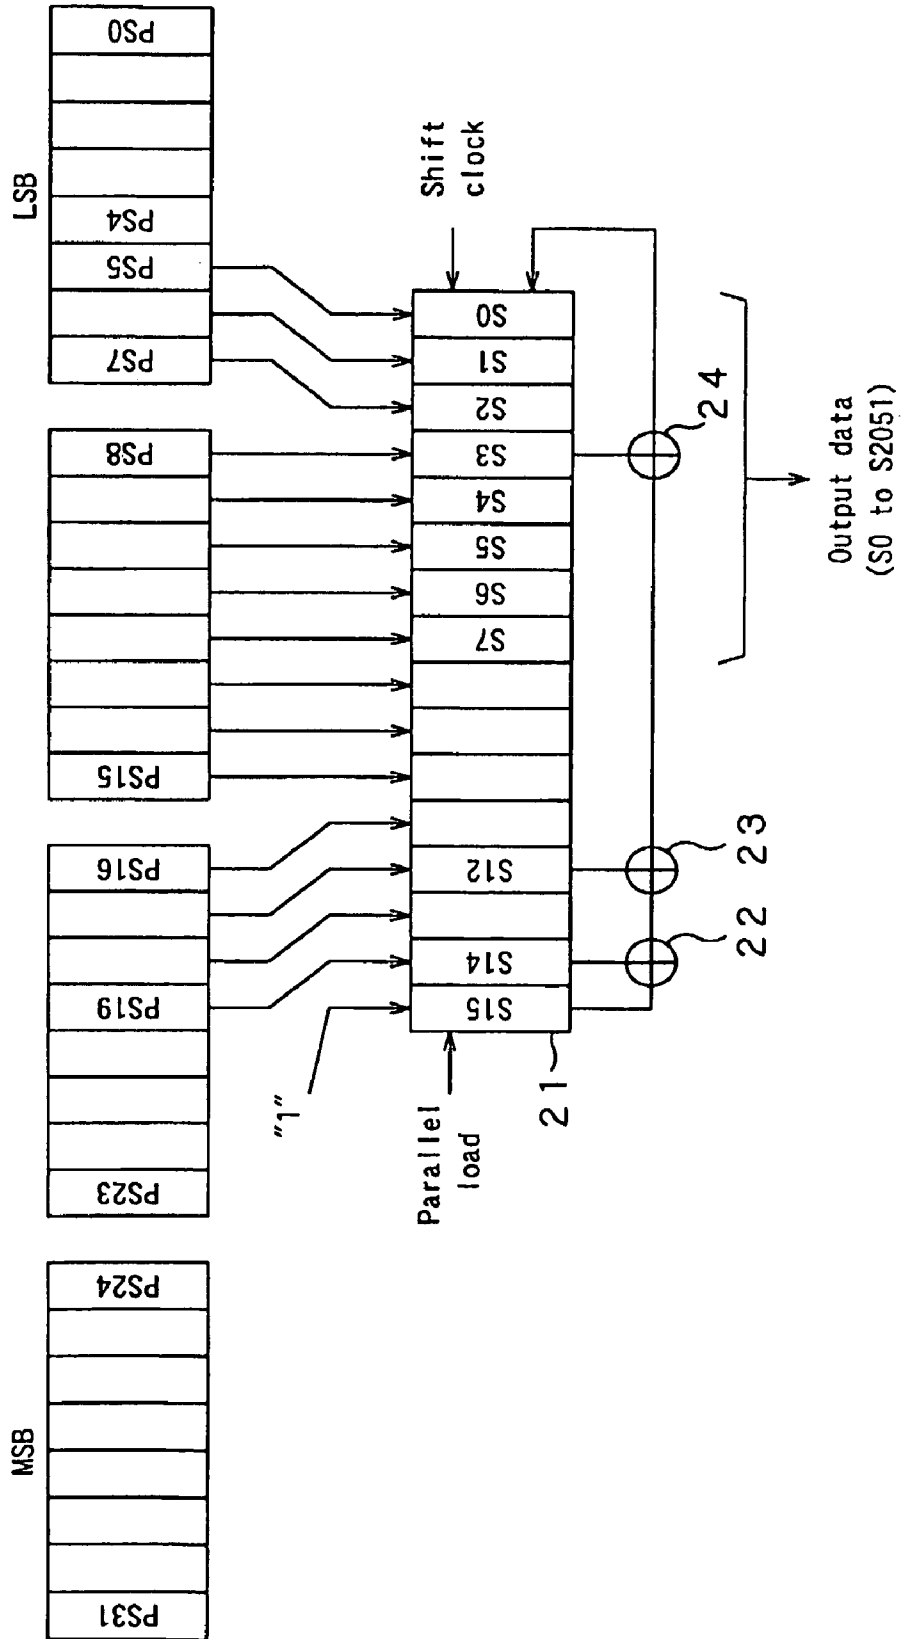 MSB
LSB
PS31
PS24
PS23
PS19
PS16
PS15
PS8
PS7
PS5
PS4
PS0
"1"
Parallel
load
S15
S14
S12
S7
S6
S5
S4
S3
S2
S1
S0
Shift
clock
21
22
23
24
Output data
(S0 to S2051)